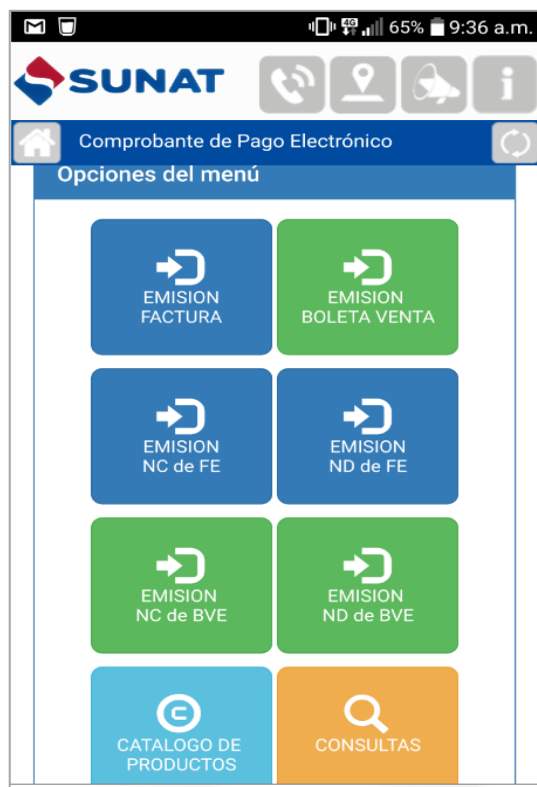 4G 65% 9:36 a.m.
SUNAT
Comprobante de Pago Electrónico
Opciones del menú
EMISION
FACTURA
EMISION
BOLETA VENTA
EMISION
NC de FE
EMISION
ND de FE
EMISION
NC de BVE
EMISION
ND de BVE
CATALOGO DE
PRODUCTOS
CONSULTAS